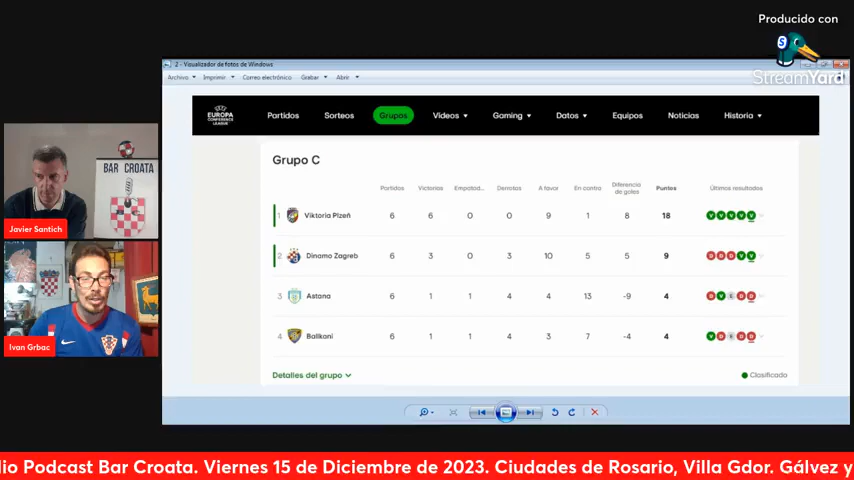 Producido con
StreamYard
2 - Visualizador de fotos de Windows
Archivo Imprimir Correo electrónico Grabar Abrir
EUROPA CONFERENCE LEAGUE
Partidos Sorteos Grupos Vídeos Gaming Datos Equipos Noticias Historia
Grupo C
Partidos Victorias Empatad... Derrotas A favor En contra Diferencia de goles Puntos Últimos resultados
1 Viktoria Plzeň 6 6 0 0 9 1 8 18 V V V V V
2 Dinamo Zagreb 6 3 0 3 10 5 5 9 D D D V V
3 Astana 6 1 1 4 4 13 -9 4 D V E D D
4 Ballkani 6 1 1 4 3 7 -4 4 V D E D D
Detalles del grupo
Clasificado
BAR CROATA
Javier Santich
Ivan Grbac
dio Podcast Bar Croata. Viernes 15 de Diciembre de 2023. Ciudades de Rosario, Villa Gdor. Gálvez y